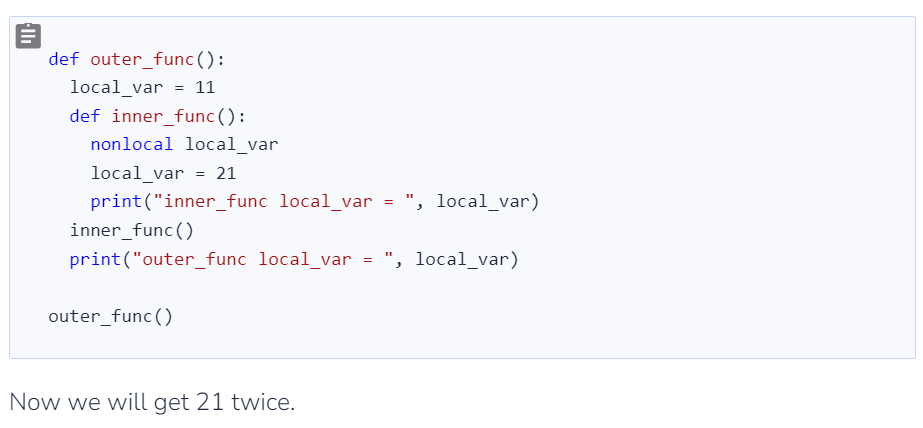 def outer_func():
  local_var = 11
  def inner_func():
    nonlocal local_var
    local_var = 21
    print("inner_func local_var = ", local_var)
  inner_func()
  print("outer_func local_var = ", local_var)

outer_func()

Now we will get 21 twice.